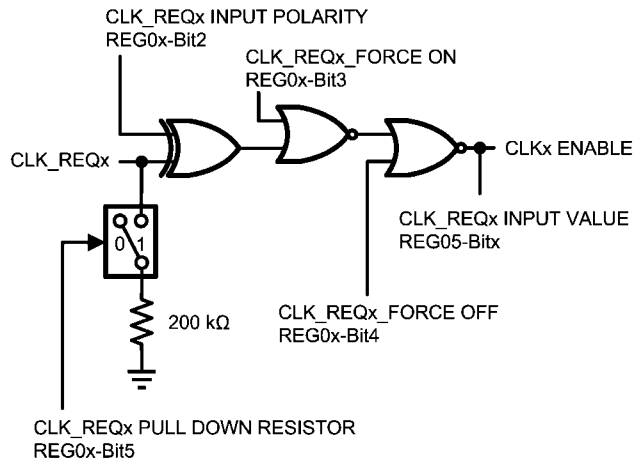 CLK_REQx INPUT POLARITY
REG0x-Bit2
CLK_REQx_FORCE ON
REG0x-Bit3
CLK_REQx
CLKx ENABLE
0 1
CLK_REQx INPUT VALUE
REG05-Bitx
200 kΩ
CLK_REQx_FORCE OFF
REG0x-Bit4
CLK_REQx PULL DOWN RESISTOR
REG0x-Bit5